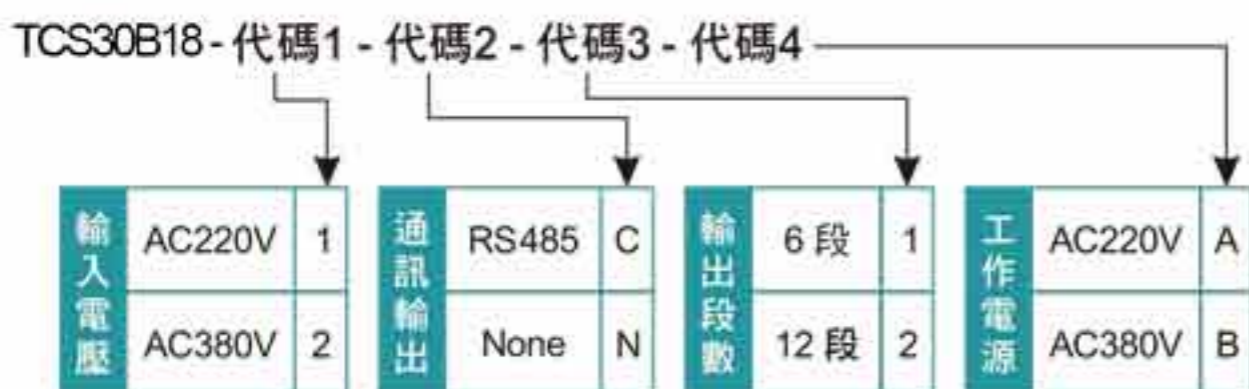 TCS30B18 - 代碼1 - 代碼2 - 代碼3 - 代碼4
輸入電壓
AC220V 1
AC380V 2
通訊輸出
RS485 C
None N
輸出段數
6 段 1
12 段 2
工作電源
AC220V A
AC380V B